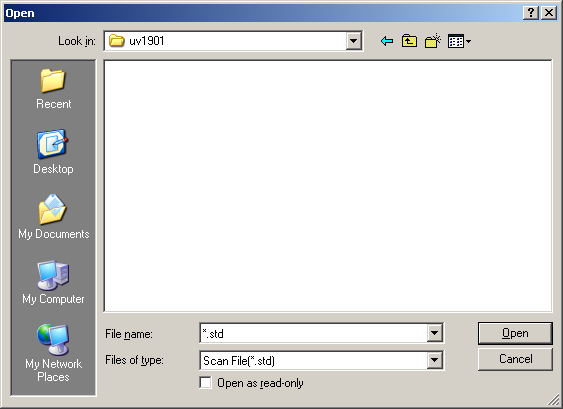 Open
Look in: uv1901
Recent
Desktop
My Documents
My Computer
My Network
Places
File name: *.std Open
Files of type: Scan File(*.std) Cancel
Open as read-only